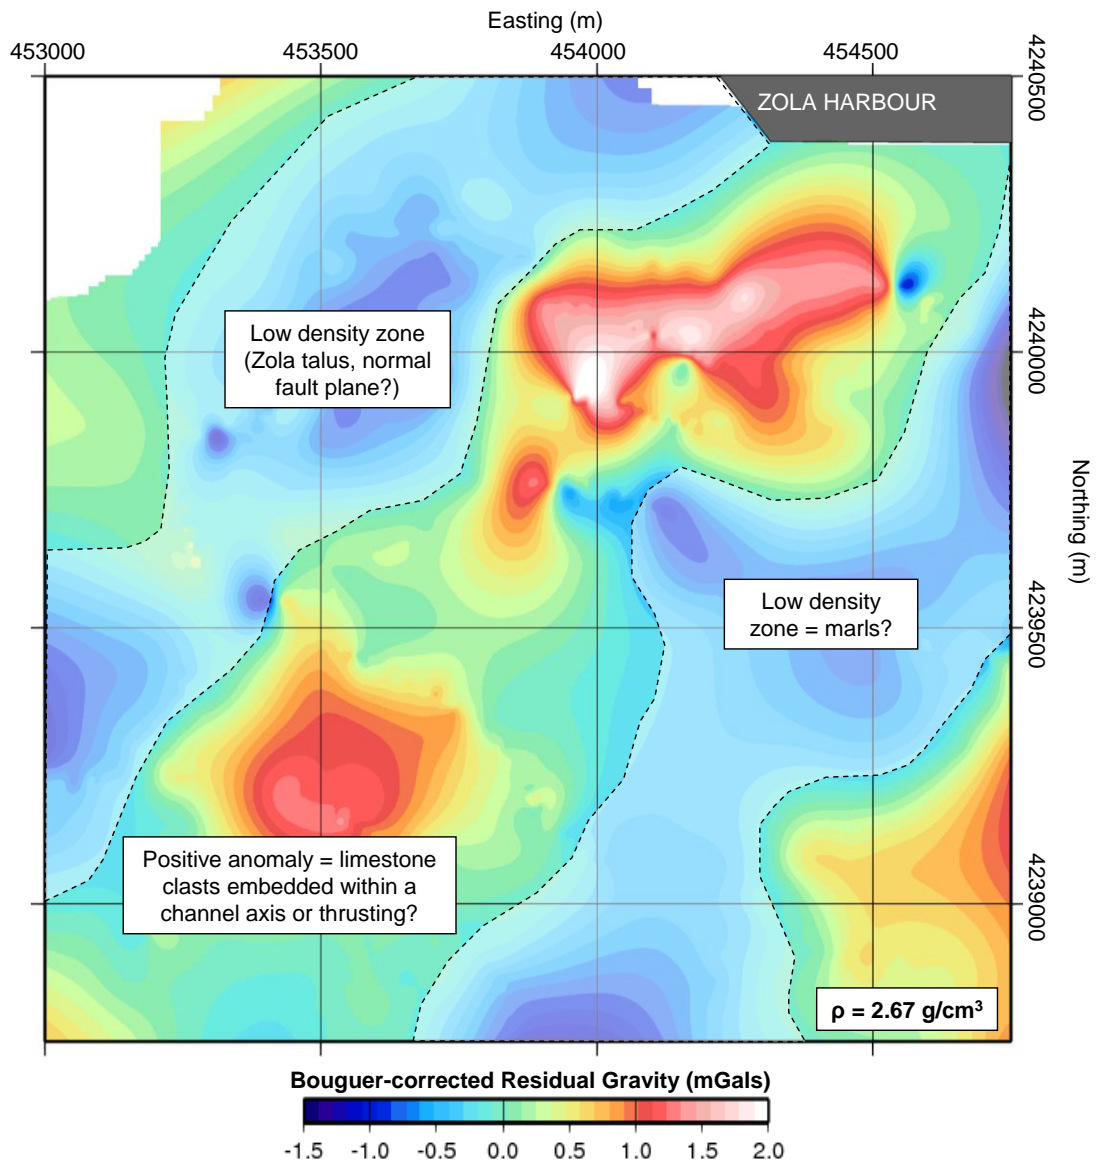 Easting (m)
453000
453500
454000
454500
4240500
ZOLA HARBOUR
Low density zone
(Zola talus, normal
fault plane?)
4240000
Northing (m)
Low density
zone = marls?
4239500
Positive anomaly = limestone
clasts embedded within a
channel axis or thrusting?
4239000
ρ = 2.67 g/cm³
Bouguer-corrected Residual Gravity (mGals)
-1.5 -1.0 -0.5 0.0 0.5 1.0 1.5 2.0